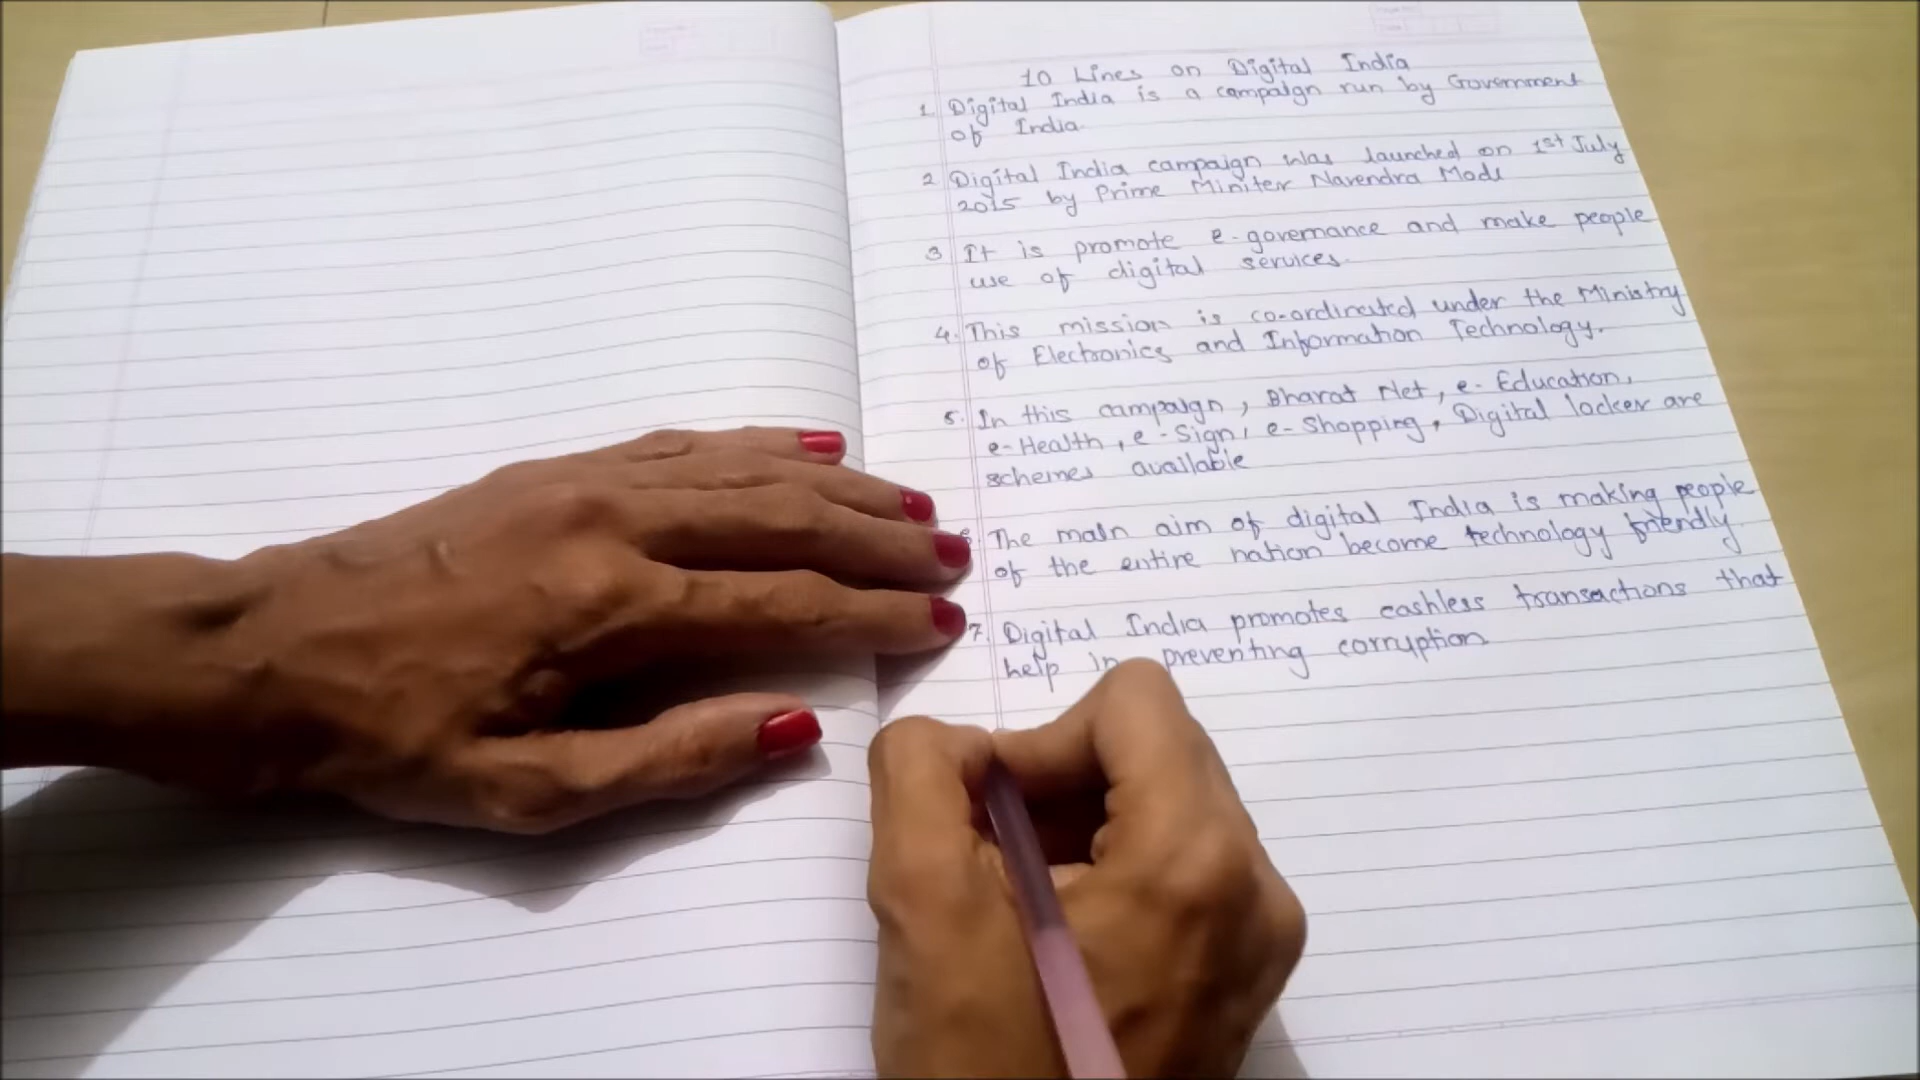 10 Lines on Digital India
1. Digital India is a campaign run by Government
of India.
2 Digital India campaign was launched on 1st July
2015 by Prime Miniter Narendra Modi
3 It is promote e-governance and make people
use of digital services.
4. This mission is co-ordinated under the Ministry
of Electronics and Information Technology.
5. In this campaign, Bharat Net, e-Education,
e-Health, e-Sign, e-Shopping, Digital locker are
schemes available
6 The main aim of digital India is making people
of the entire nation become technology friendly.
7. Digital India promotes cashless transactions that
help in preventing corruption